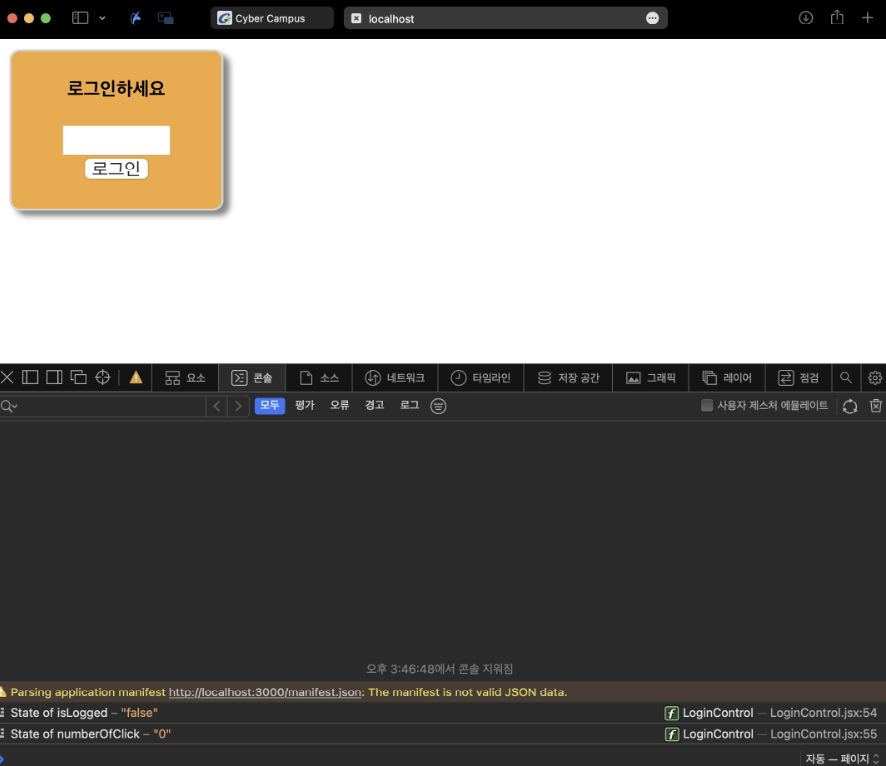 Cyber Campus
localhost
로그인하세요
로그인
요소 콘솔 소스 네트워크 타임라인 저장 공간 그래픽 레이어 점검
모두 평가 오류 경고 로그 사용자 제스처 에뮬레이트
오후 3:46:48에서 콘솔 지워짐
Parsing application manifest http://localhost:3000/manifest.json: The manifest is not valid JSON data.
State of isLogged – "false" f LoginControl — LoginControl.jsx:54
State of numberOfClick – "0" f LoginControl — LoginControl.jsx:55
자동 — 페이지